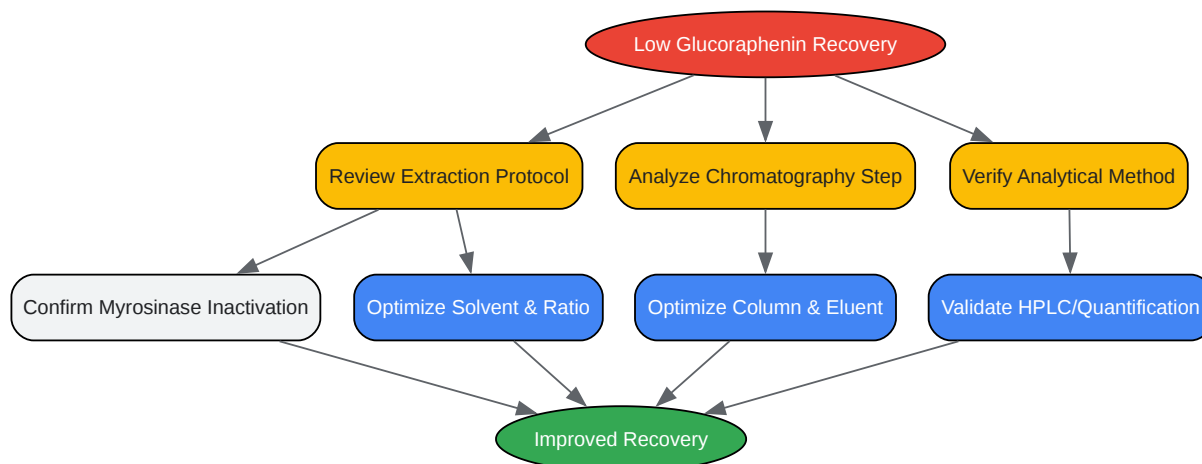 Low Glucoraphenin Recovery
Review Extraction Protocol
Analyze Chromatography Step
Verify Analytical Method
Confirm Myrosinase Inactivation
Optimize Solvent & Ratio
Optimize Column & Eluent
Validate HPLC/Quantification
Improved Recovery